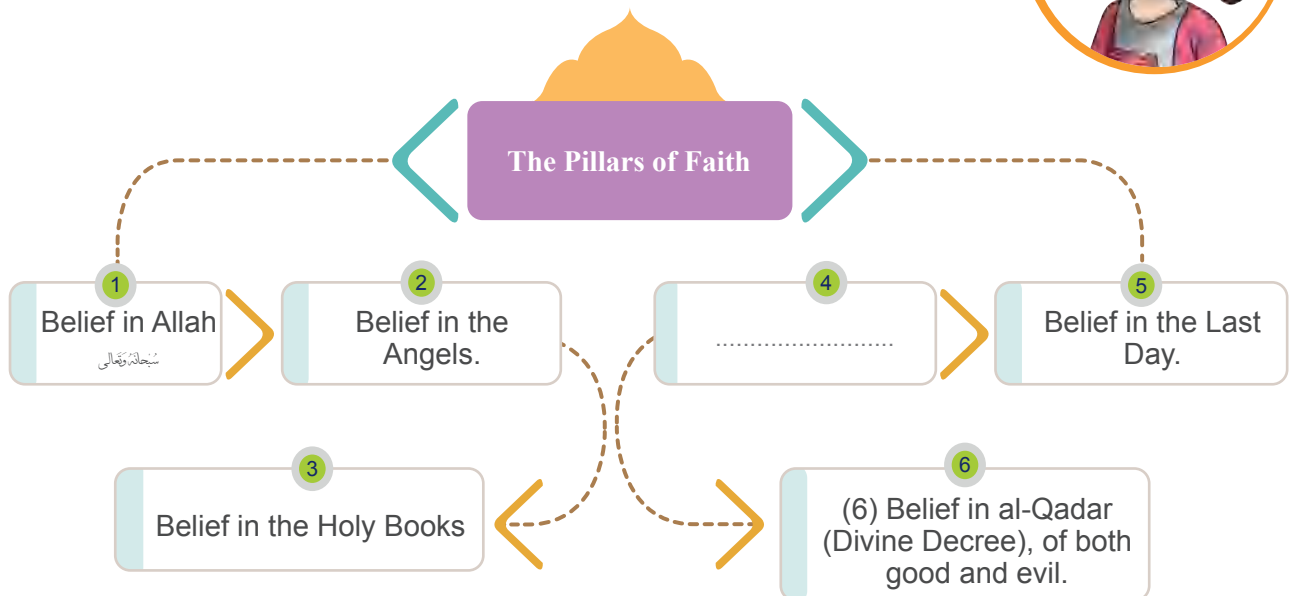 The Pillars of Faith
1
Belief in Allah
سُبْحَانَهُ وَتَعَالَى
2
Belief in the
Angels.
4
..........................
5
Belief in the Last
Day.
3
Belief in the Holy Books
6
(6) Belief in al-Qadar
(Divine Decree), of both
good and evil.